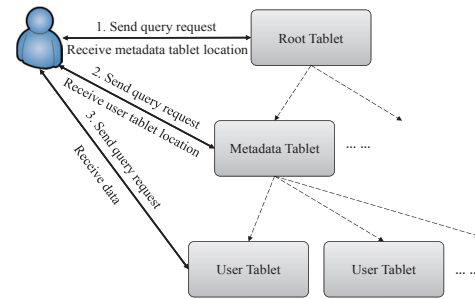 1. Send query request
Receive metadata tablet location
Root Tablet
2. Send query request
Receive user tablet location
Metadata Tablet
... ...
3. Send query request
Receive data
User Tablet
User Tablet
... ...